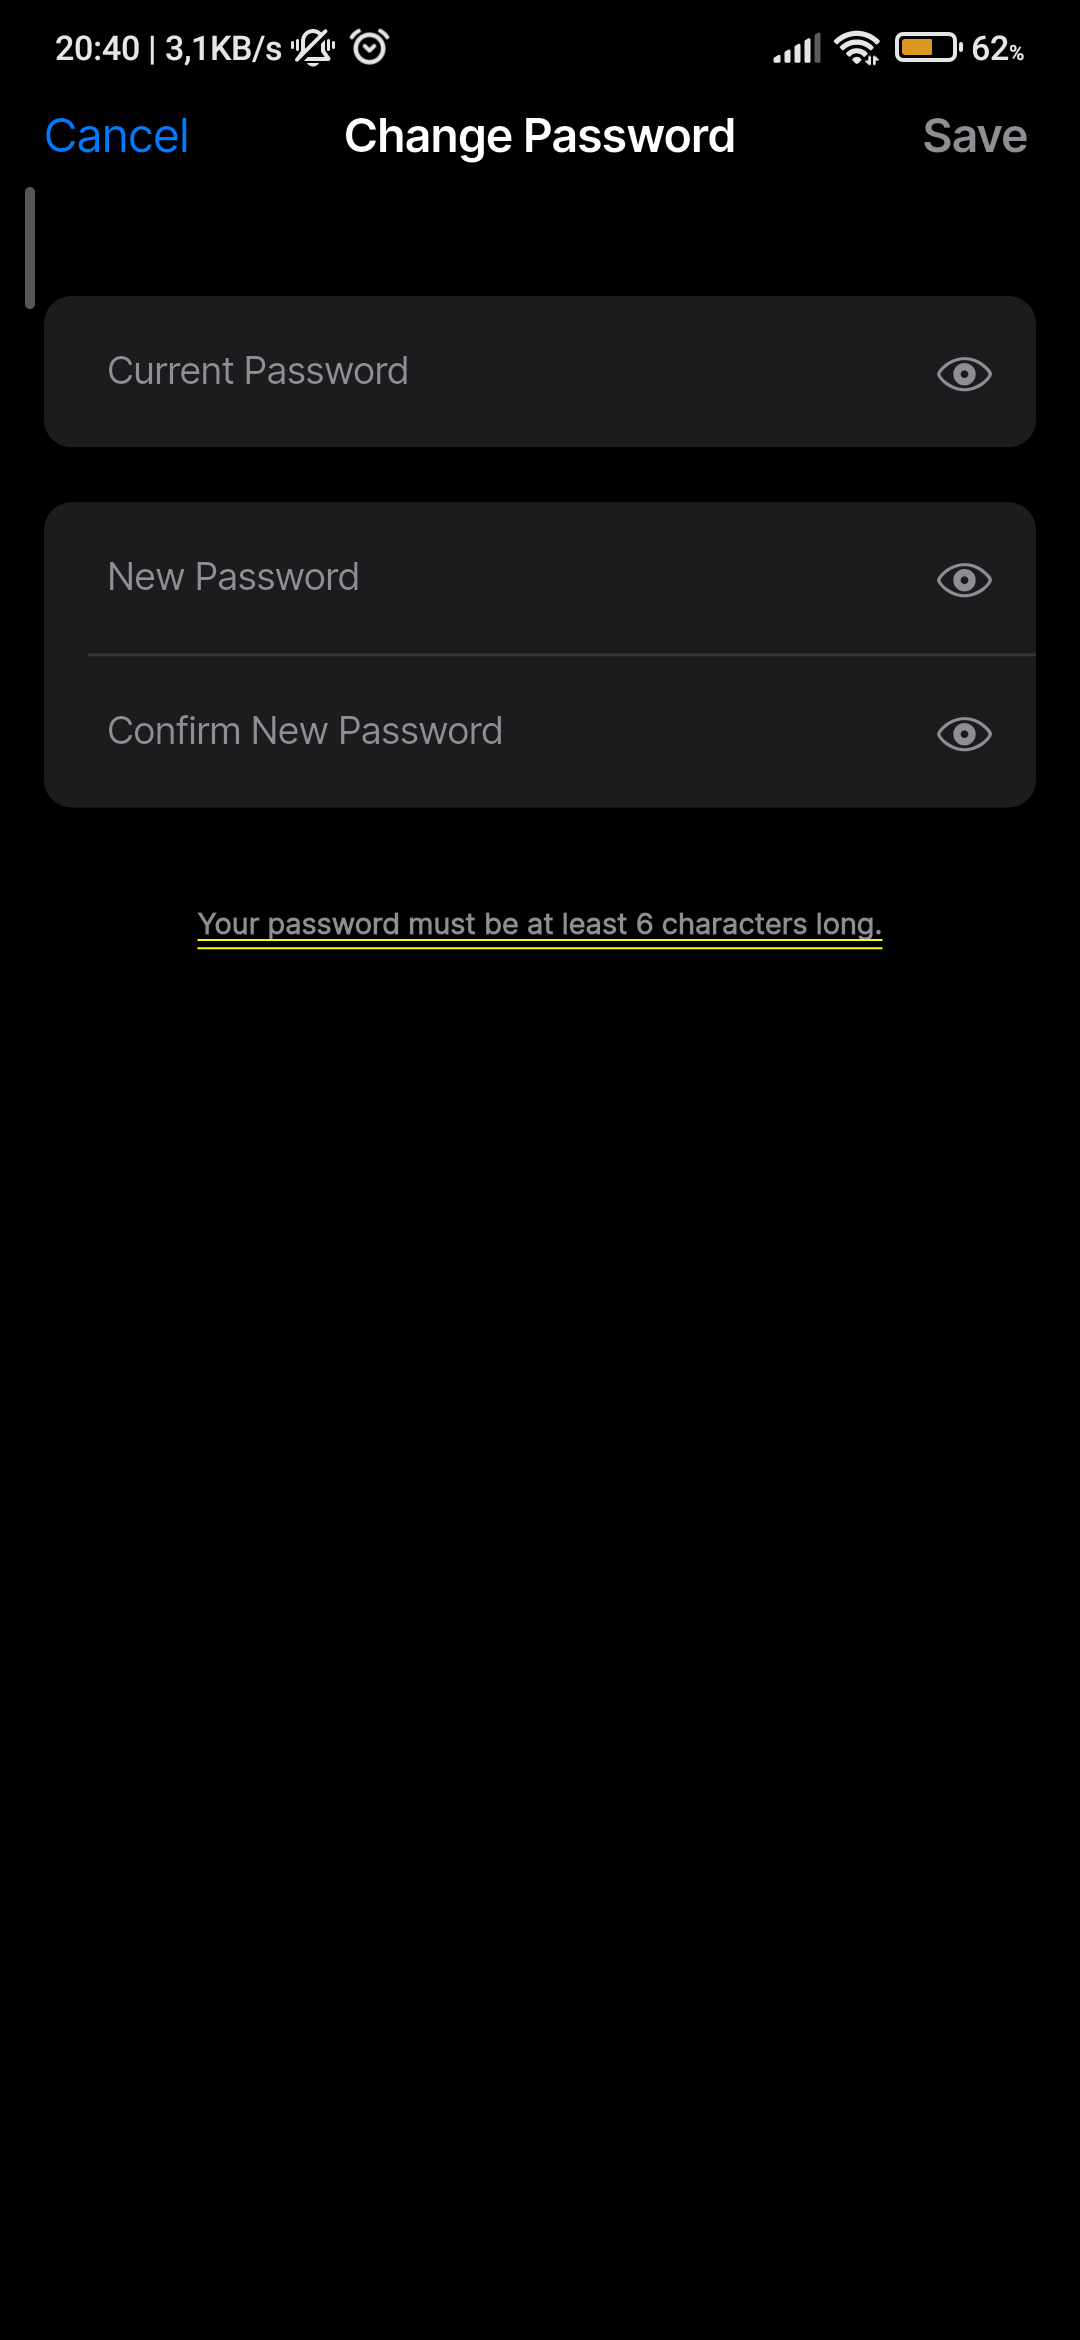 20:40 | 3,1KB/s 62%
Cancel Change Password Save
Current Password
New Password
Confirm New Password
Your password must be at least 6 characters long.